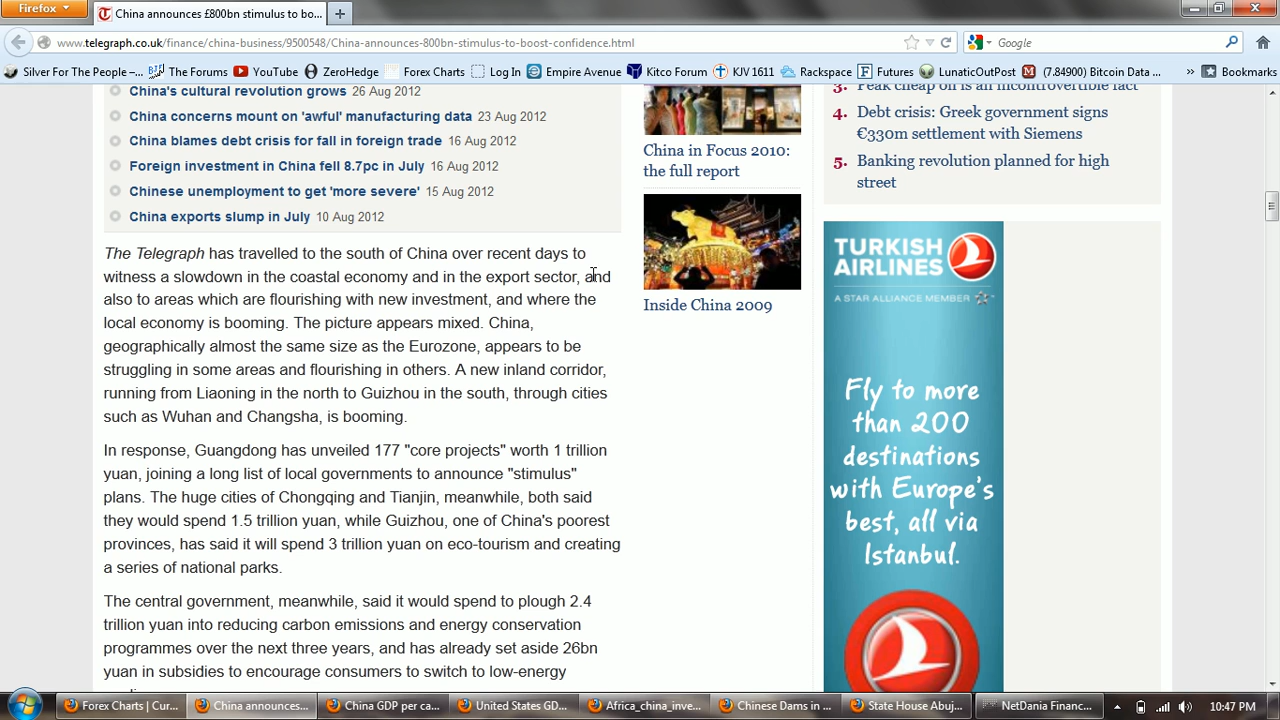 Firefox
China announces £800bn stimulus to bo...
www.telegraph.co.uk/finance/china-business/9500548/China-announces-800bn-stimulus-to-boost-confidence.html
Google
Silver For The People –...
The Forums
YouTube
ZeroHedge
Forex Charts
Log In
Empire Avenue
Kitco Forum
KJV 1611
Rackspace
Futures
LunaticOutPost
(7.84900) Bitcoin Data ...
Bookmarks
China's cultural revolution grows 26 Aug 2012
China concerns mount on 'awful' manufacturing data 23 Aug 2012
China blames debt crisis for fall in foreign trade 16 Aug 2012
Foreign investment in China fell 8.7pc in July 16 Aug 2012
Chinese unemployment to get 'more severe' 15 Aug 2012
China exports slump in July 10 Aug 2012
The Telegraph has travelled to the south of China over recent days to
witness a slowdown in the coastal economy and in the export sector, and
also to areas which are flourishing with new investment, and where the
local economy is booming. The picture appears mixed. China,
geographically almost the same size as the Eurozone, appears to be
struggling in some areas and flourishing in others. A new inland corridor,
running from Liaoning in the north to Guizhou in the south, through cities
such as Wuhan and Changsha, is booming.
In response, Guangdong has unveiled 177 "core projects" worth 1 trillion
yuan, joining a long list of local governments to announce "stimulus"
plans. The huge cities of Chongqing and Tianjin, meanwhile, both said
they would spend 1.5 trillion yuan, while Guizhou, one of China's poorest
provinces, has said it will spend 3 trillion yuan on eco-tourism and creating
a series of national parks.
The central government, meanwhile, said it would spend to plough 2.4
trillion yuan into reducing carbon emissions and energy conservation
programmes over the next three years, and has already set aside 26bn
yuan in subsidies to encourage consumers to switch to low-energy
China in Focus 2010:
the full report
Inside China 2009
3. Peak cheap oil is an incontrovertible fact
4. Debt crisis: Greek government signs
€330m settlement with Siemens
5. Banking revolution planned for high
street
TURKISH
AIRLINES
A STAR ALLIANCE MEMBER
Fly to more
than 200
destinations
with Europe's
best, all via
Istanbul.
Forex Charts | Cur...
China announces...
China GDP per ca...
United States GD...
Africa_china_inve...
Chinese Dams in ...
State House Abuj...
NetDania Financ...
10:47 PM